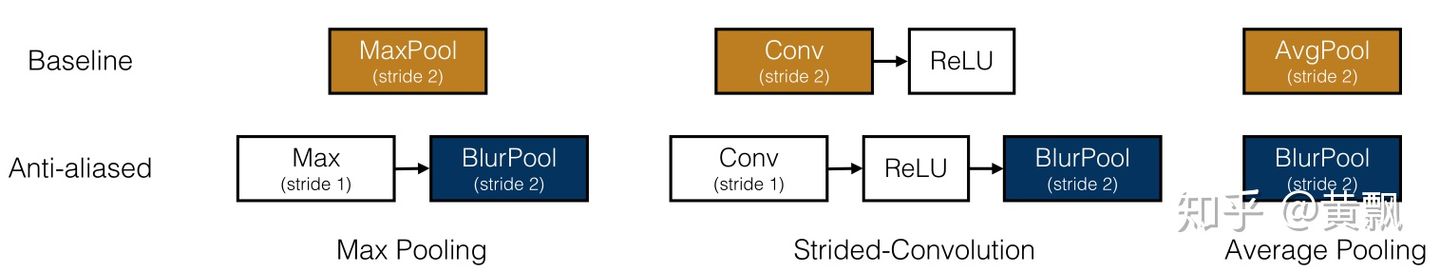 Baseline
MaxPool
(stride 2)
Conv
(stride 2)
ReLU
AvgPool
(stride 2)
Anti-aliased
Max
(stride 1)
BlurPool
(stride 2)
Conv
(stride 1)
ReLU
BlurPool
(stride 2)
BlurPool
(stride 2)
知乎 @黄飘
Max Pooling
Strided-Convolution
Average Pooling